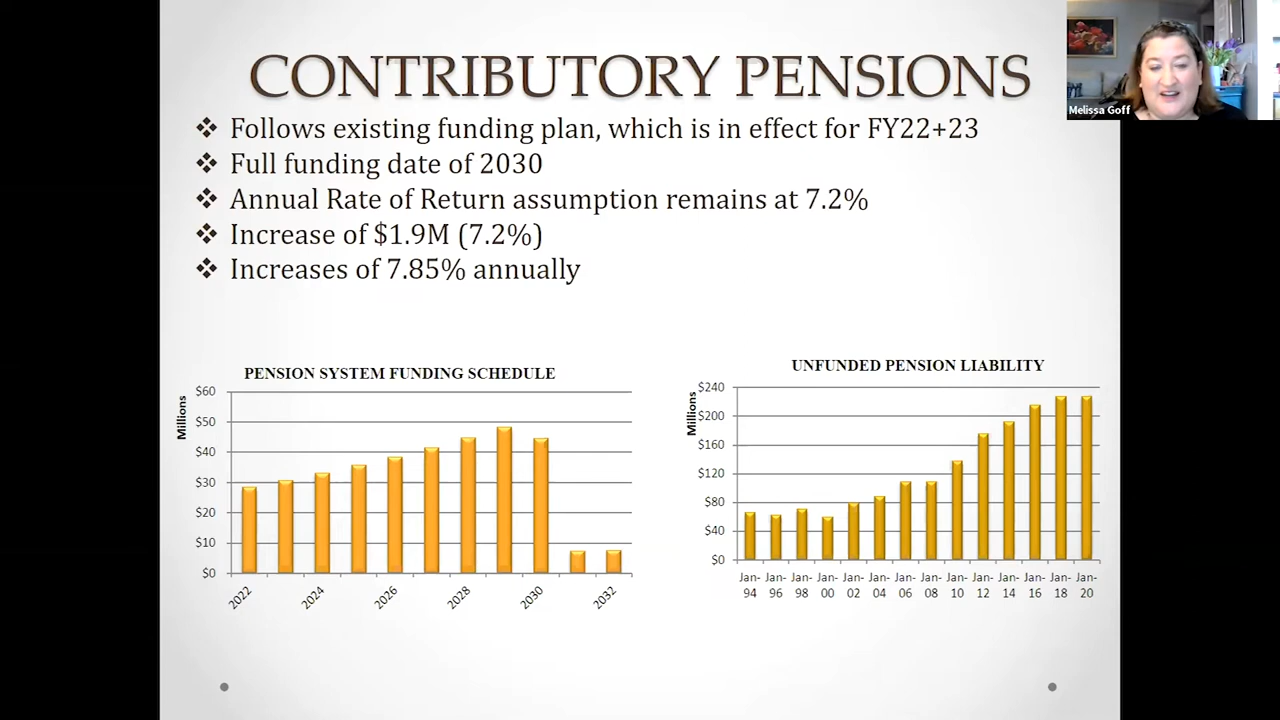 CONTRIBUTORY PENSIONS
Melissa Goff
❖ Follows existing funding plan, which is in effect for FY22+23
❖ Full funding date of 2030
❖ Annual Rate of Return assumption remains at 7.2%
❖ Increase of $1.9M (7.2%)
❖ Increases of 7.85% annually
PENSION SYSTEM FUNDING SCHEDULE
Millions
$60
$50
$40
$30
$20
$10
$0
2022
2024
2026
2028
2030
2032
UNFUNDED PENSION LIABILITY
Millions
$240
$200
$160
$120
$80
$40
$0
Jan-94
Jan-96
Jan-98
Jan-00
Jan-02
Jan-04
Jan-06
Jan-08
Jan-10
Jan-12
Jan-14
Jan-16
Jan-18
Jan-20